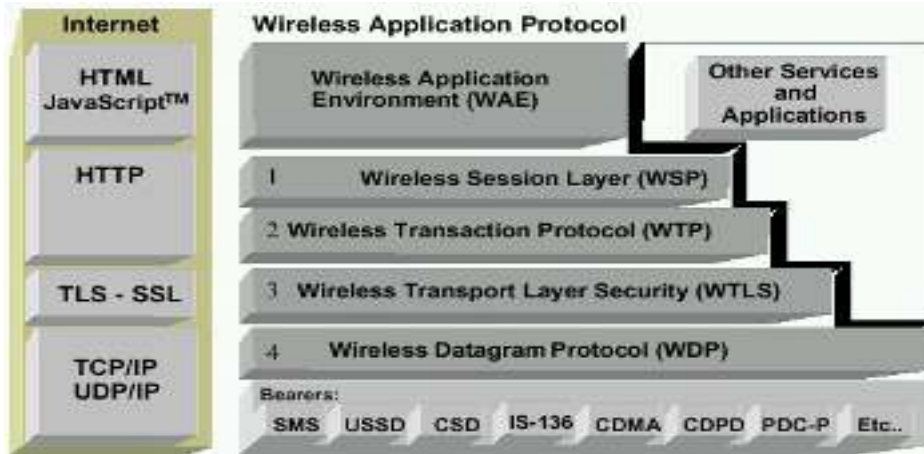 Internet
HTML
JavaScript™
HTTP
TLS - SSL
TCP/IP
UDP/IP
Wireless Application Protocol
Wireless Application
Environment (WAE)
Other Services
and
Applications
1 Wireless Session Layer (WSP)
2 Wireless Transaction Protocol (WTP)
3 Wireless Transport Layer Security (WTLS)
4 Wireless Datagram Protocol (WDP)
Bearers:
SMS USSD CSD IS-136 CDMA CDPD PDC-P Etc..